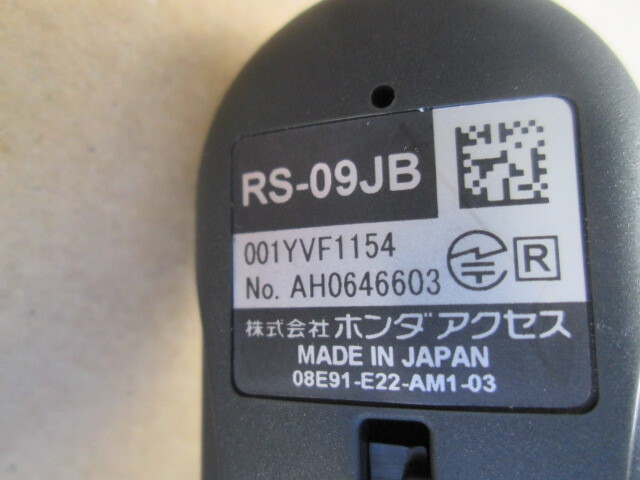 RS-09JB
001YVF1154
R
No. AH0646603
株式会社ホンダアクセス
MADE IN JAPAN
08E91-E22-AM1-03